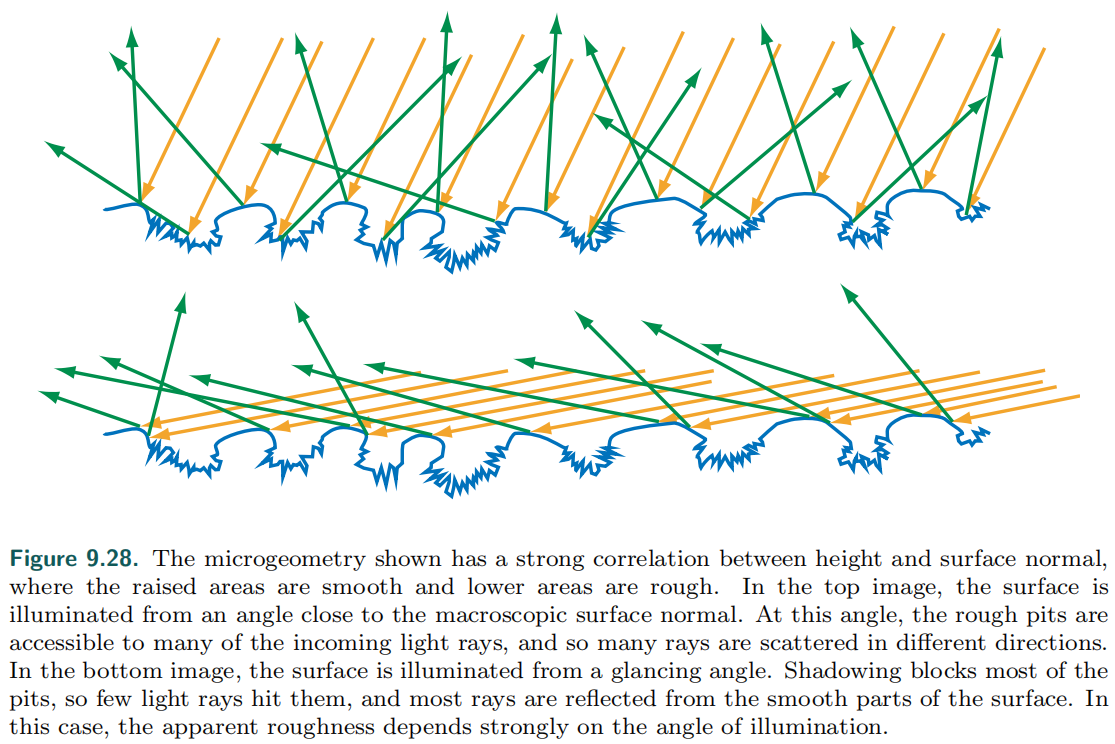 Figure 9.28. The microgeometry shown has a strong correlation between height and surface normal,
where the raised areas are smooth and lower areas are rough. In the top image, the surface is
illuminated from an angle close to the macroscopic surface normal. At this angle, the rough pits are
accessible to many of the incoming light rays, and so many rays are scattered in different directions.
In the bottom image, the surface is illuminated from a glancing angle. Shadowing blocks most of the
pits, so few light rays hit them, and most rays are reflected from the smooth parts of the surface. In
this case, the apparent roughness depends strongly on the angle of illumination.